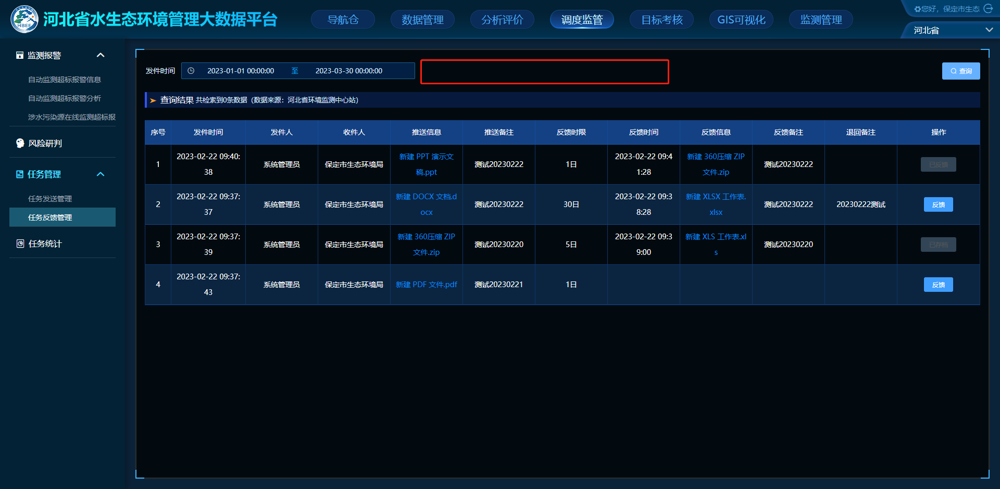 河北省水生态环境管理大数据平台
导航仓
数据管理
分析评价
调度监管
目标考核
GIS可视化
监测管理
您好，保定市生态
河北省
HBEE
监测报警
自动监测超标报警信息
自动监测超标报警分析
涉水污染源在线监测超标报
风险研判
任务管理
任务发送管理
任务反馈管理
任务统计
发件时间 2023-01-01 00:00:00 至 2023-03-30 00:00:00
查询
查询结果 共检索到0条数据（数据来源：河北省环境监测中心站）
序号 发件时间 发件人 收件人 推送信息 推送备注 反馈时限 反馈时间 反馈信息 反馈备注 退回备注 操作
2023-02-22 09:40: 新建 PPT 演示文 2023-02-22 09:4 新建 360压缩 ZIP
1 系统管理员 保定市生态环境局 测试20230222 1日 测试20230222 已反馈
38 稿.ppt 1:28 文件.zip
2023-02-22 09:37: 新建 DOCX 文档.d 2023-02-22 09:3 新建 XLSX 工作表.
2 系统管理员 保定市生态环境局 测试20230222 30日 测试20230222 20230222测试 反馈
37 ocx 8:28 xlsx
2023-02-22 09:37: 新建 360压缩 ZIP 2023-02-22 09:3 新建 XLS 工作表.xl
3 系统管理员 保定市生态环境局 测试20230220 5日 测试20230220 已存档
39 文件.zip 9:00 s
2023-02-22 09:37:
4 系统管理员 保定市生态环境局 新建 PDF 文件.pdf 测试20230221 1日 反馈
43